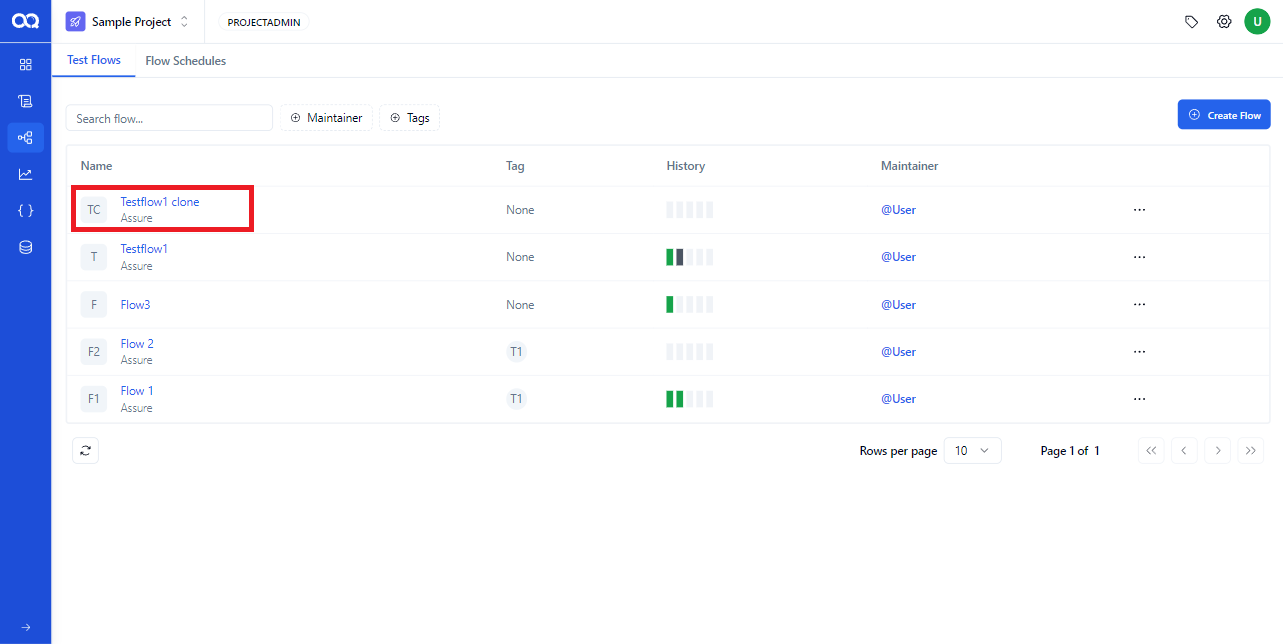 Sample Project
PROJECTADMIN
U
Test Flows
Flow Schedules
Search flow...
Maintainer
Tags
Create Flow
Name Tag History Maintainer
TC Testflow1 clone None @User ...
Assure
T Testflow1 None @User ...
Assure
F Flow3 None @User ...
F2 Flow 2 T1 @User ...
Assure
F1 Flow 1 T1 @User ...
Assure
Rows per page 10 Page 1 of 1